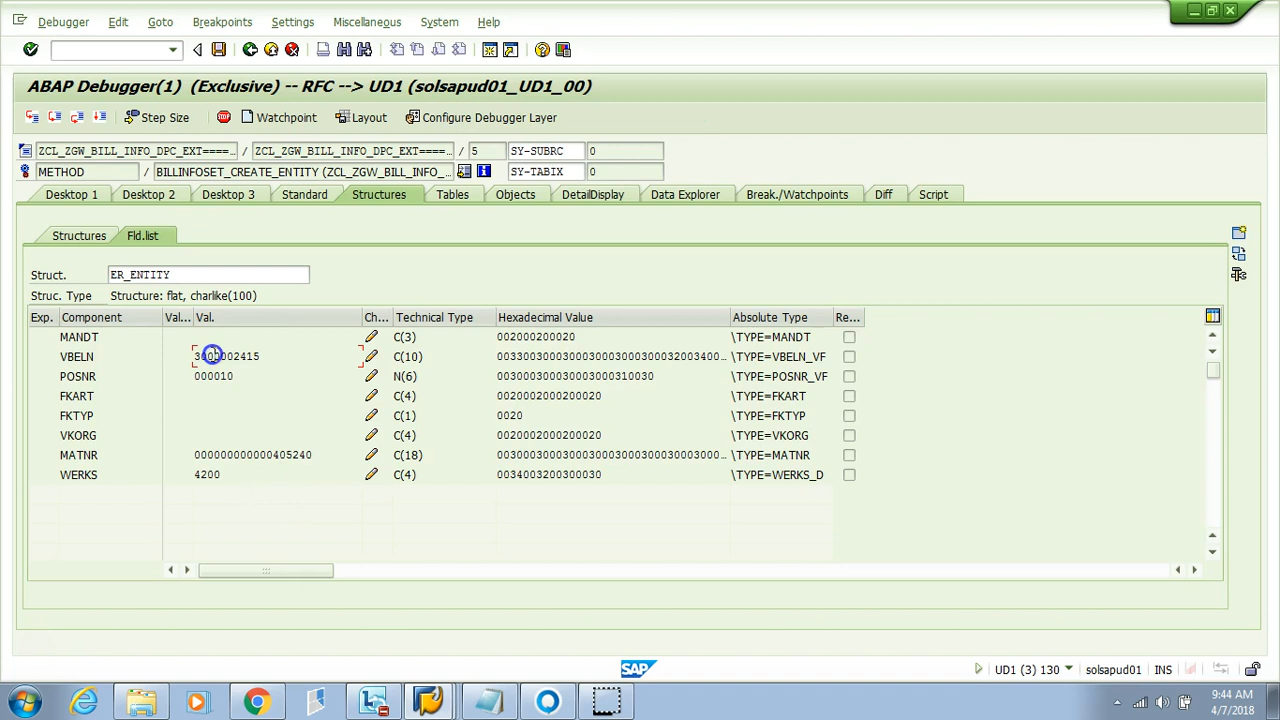 Debugger Edit Goto Breakpoints Settings Miscellaneous System Help
ABAP Debugger(1) (Exclusive) -- RFC --> UD1 (solsapud01_UD1_00)
Step Size Watchpoint Layout Configure Debugger Layer
ZCL_ZGW_BILL_INFO_DPC_EXT====... / ZCL_ZGW_BILL_INFO_DPC_EXT====... / 5 SY-SUBRC 0
METHOD / BILLINFOSET_CREATE_ENTITY (ZCL_ZGW_BILL_INFO_... SY-TABIX 0
Desktop 1 Desktop 2 Desktop 3 Standard Structures Tables Objects DetailDisplay Data Explorer Break./Watchpoints Diff Script
Structures Fld.list
Struct. ER_ENTITY
Struc. Type Structure: flat, charlike(100)
Exp. Component Val... Val. Ch... Technical Type Hexadecimal Value Absolute Type Re...
MANDT C(3) 002000200020 \TYPE=MANDT
VBELN C(10) \TYPE=VBELN_VF
POSNR 000010 N(6) 003000300030003000310030 \TYPE=POSNR_VF
FKART C(4) 0020002000200020 \TYPE=FKART
FKTYP C(1) 0020 \TYPE=FKTYP
VKORG C(4) 0020002000200020 \TYPE=VKORG
MATNR 000000000000405240 C(18) \TYPE=MATNR
WERKS 4200 C(4) 0034003200300030 \TYPE=WERKS_D
SAP UD1 (3) 130 solsapud01 INS
9:44 AM
4/7/2018